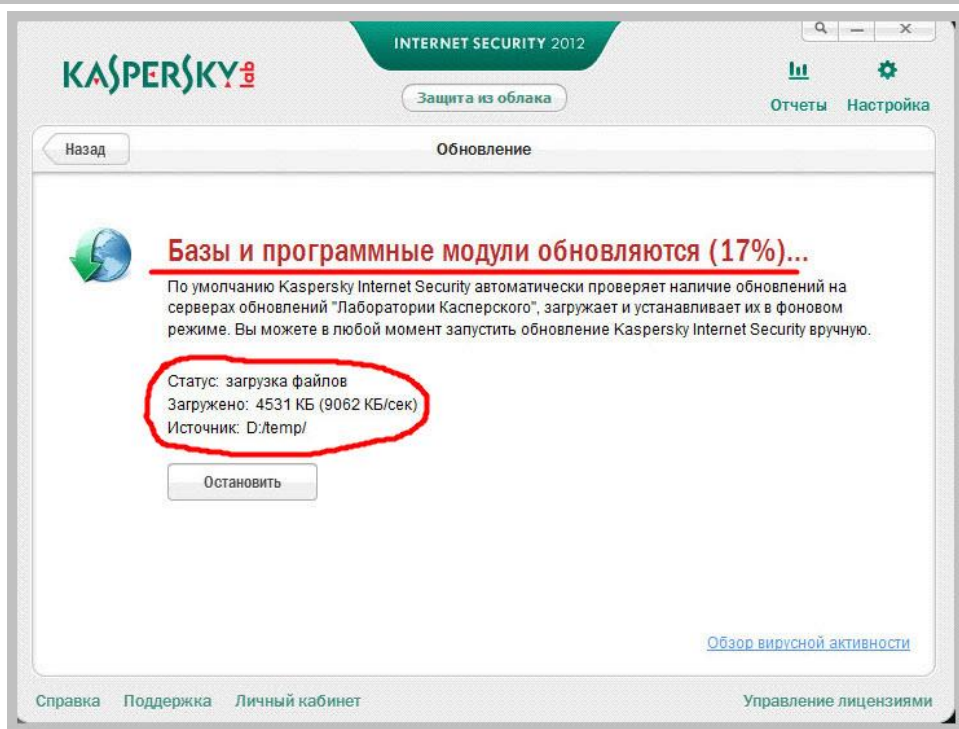 INTERNET SECURITY 2012
KASPERSKY lab
Защита из облака
Отчеты Настройка
Назад
Обновление
Базы и программные модули обновляются (17%)...
По умолчанию Kaspersky Internet Security автоматически проверяет наличие обновлений на
серверах обновлений "Лаборатории Касперского", загружает и устанавливает их в фоновом
режиме. Вы можете в любой момент запустить обновление Kaspersky Internet Security вручную.
Статус: загрузка файлов
Загружено: 4531 КБ (9062 КБ/сек)
Источник: D:/temp/
Остановить
Обзор вирусной активности
Справка Поддержка Личный кабинет Управление лицензиями